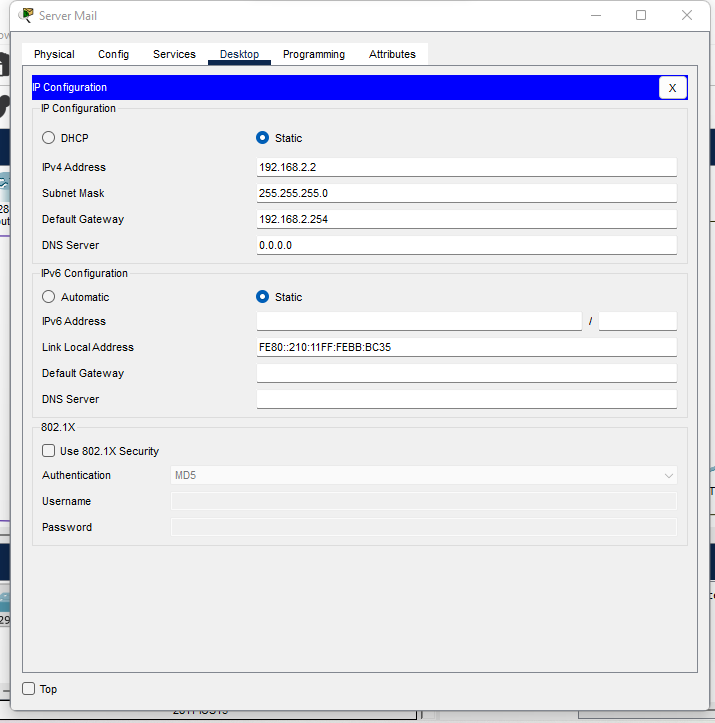 Server Mail
Physical Config Services Desktop Programming Attributes
IP Configuration X
IP Configuration
DHCP Static
IPv4 Address 192.168.2.2
Subnet Mask 255.255.255.0
Default Gateway 192.168.2.254
DNS Server 0.0.0.0
IPv6 Configuration
Automatic Static
IPv6 Address /
Link Local Address FE80::210:11FF:FEBB:BC35
Default Gateway
DNS Server
802.1X
Use 802.1X Security
Authentication MD5
Username
Password
Top